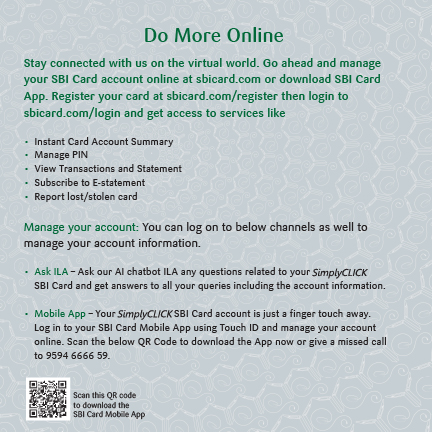 Do More Online
Stay connected with us on the virtual world. Go ahead and manage
your SBI Card account online at sbicard.com or download SBI Card
App. Register your card at sbicard.com/register then login to
sbicard.com/login and get access to services like
• Instant Card Account Summary
• Manage PIN
• View Transactions and Statement
• Subscribe to E-statement
• Report lost/stolen card
Manage your account: You can log on to below channels as well to
manage your account information.
• Ask ILA – Ask our AI chatbot ILA any questions related to your SimplyCLICK
SBI Card and get answers to all your queries including the account information.
• Mobile App – Your SimplyCLICK SBI Card account is just a finger touch away.
Log in to your SBI Card Mobile App using Touch ID and manage your account
online. Scan the below QR Code to download the App now or give a missed call
to 9594 6666 59.
Scan this QR code
to download the
SBI Card Mobile App